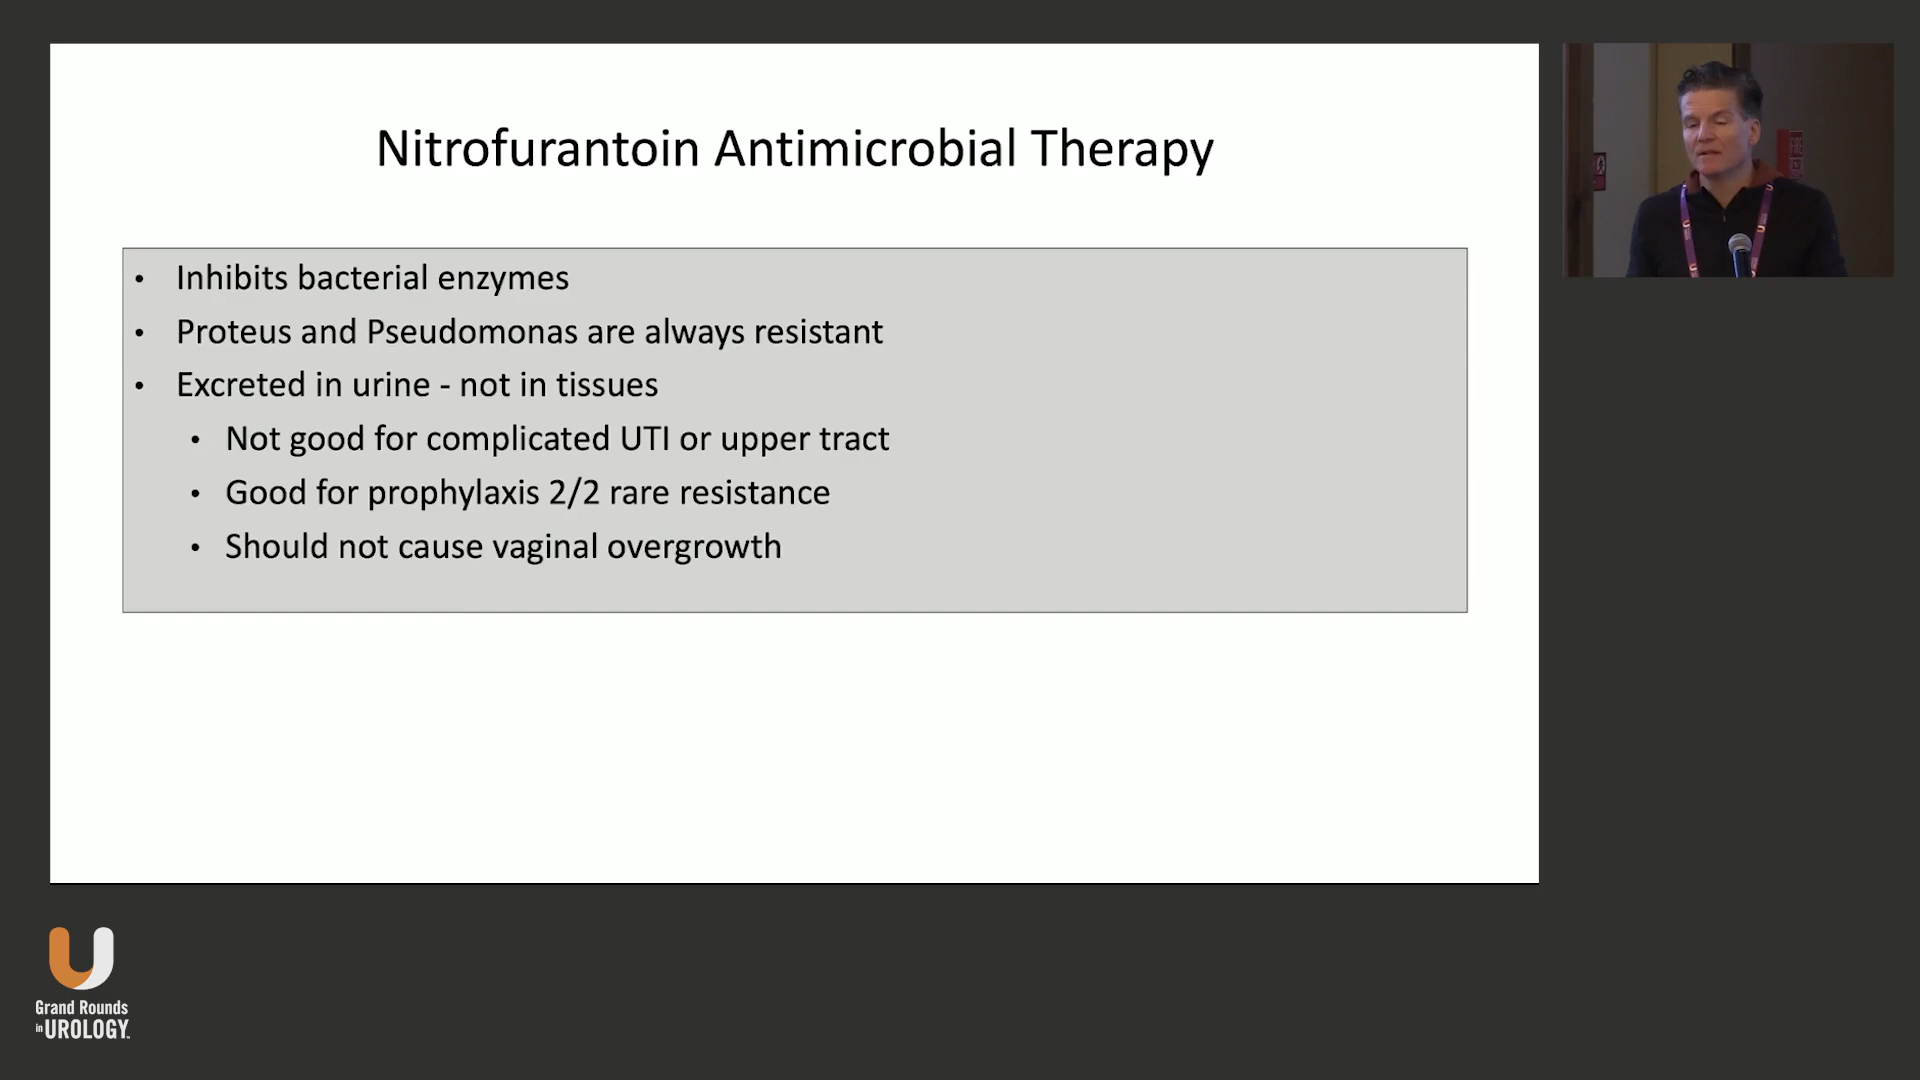 Nitrofurantoin Antimicrobial Therapy
• Inhibits bacterial enzymes
• Proteus and Pseudomonas are always resistant
• Excreted in urine - not in tissues
• Not good for complicated UTI or upper tract
• Good for prophylaxis 2/2 rare resistance
• Should not cause vaginal overgrowth
Grand Rounds
in UROLOGY™